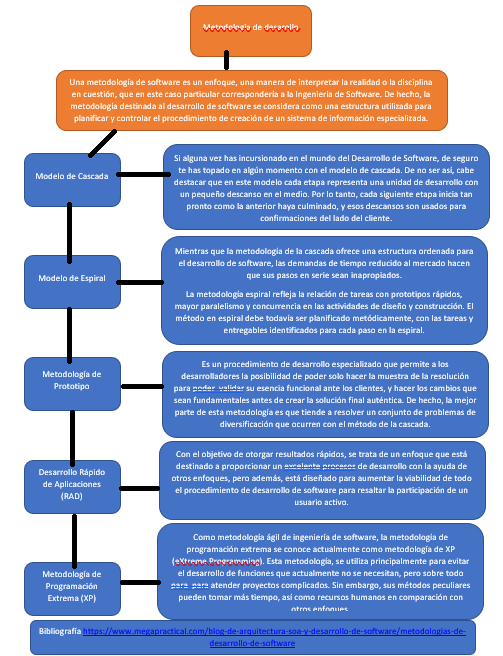 Metodología de desarollo
Una metodología de software es un enfoque, una manera de interpretar la realidad o la disciplina
en cuestión, que en este caso particular correspondería a la Ingeniería de Software. De hecho, la
metodología destinada al desarrollo de software se considera como una estructura utilizada para
planificar y controlar el procedimiento de creación de un sistema de información especializada.
Modelo de Cascada
Si alguna vez has incursionado en el mundo del Desarrollo de Software, de seguro
te has topado en algún momento con el modelo de cascada. De no ser así, cabe
destacar que en este modelo cada etapa representa una unidad de desarrollo con
un pequeño descanso en el medio. Por lo tanto, cada siguiente etapa inicia tan
pronto como la anterior haya culminado, y esos descansos son usados para
confirmaciones del lado del cliente.
Modelo de Espiral
Mientras que la metodología de la cascada ofrece una estructura ordenada para
el desarrollo de software, las demandas de tiempo reducido al mercado hacen
que sus pasos en serie sean inapropiados.
La metodología espiral refleja la relación de tareas con prototipos rápidos,
mayor paralelismo y concurrencia en las actividades de diseño y construcción. El
método en espiral debe todavía ser planificado metódicamente, con las tareas y
entregables identificados para cada paso en la espiral.
Metodología de
Prototipo
Es un procedimiento de desarrollo especializado que permite a los
desarrolladores la posibilidad de poder solo hacer la muestra de la resolución
para poder validar su esencia funcional ante los clientes, y hacer los cambios que
sean fundamentales antes de crear la solución final auténtica. De hecho, la mejor
parte de esta metodología es que tiende a resolver un conjunto de problemas de
diversificación que ocurren con el método de la cascada.
Desarrollo Rápido
de Aplicaciones
(RAD)
Con el objetivo de otorgar resultados rápidos, se trata de un enfoque que está
destinado a proporcionar un excelente procesos de desarrollo con la ayuda de
otros enfoques, pero además, está diseñado para aumentar la viabilidad de todo
el procedimiento de desarrollo de software para resaltar la participación de un
usuario activo.
Metodología de
Programación
Extrema (XP)
Como metodología ágil de ingeniería de software, la metodología de
programación extrema se conoce actualmente como metodología de XP
(eXtreme Programming). Esta metodología, se utiliza principalmente para evitar
el desarrollo de funciones que actualmente no se necesitan, pero sobre todo
para para atender proyectos complicados. Sin embargo, sus métodos peculiares
pueden tomar más tiempo, así como recursos humanos en comparación con
otros enfoques
Bibliografía https://www.megapractical.com/blog-de-arquitectura-soa-y-desarrollo-de-software/metodologias-de-
desarrollo-de-software